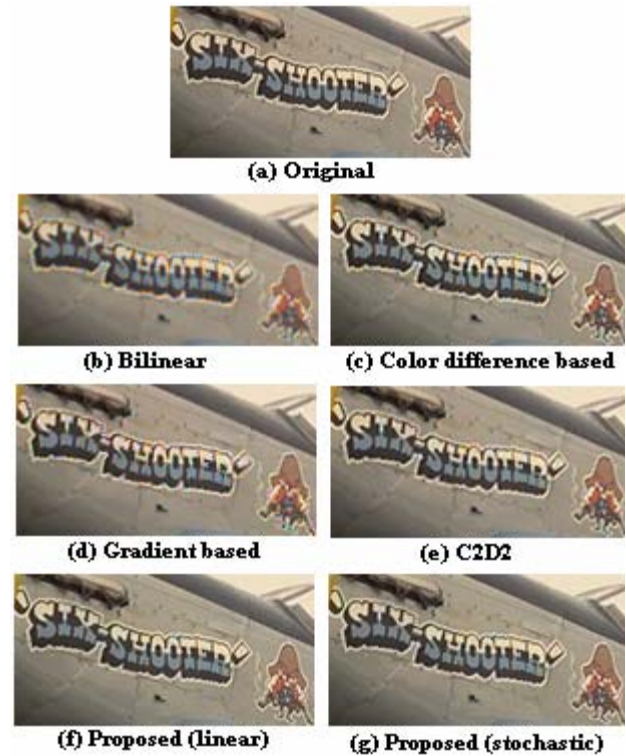 SIX-SHOOTER
(a) Original
SIX-SHOOTER
SIX-SHOOTER
(b) Bilinear
(c) Color difference based
SIX-SHOOTER
SIX-SHOOTER
(d) Gradient based
(e) C2D2
SIX-SHOOTER
SIX-SHOOTER
(f) Proposed (linear)
(g) Proposed (stochastic)